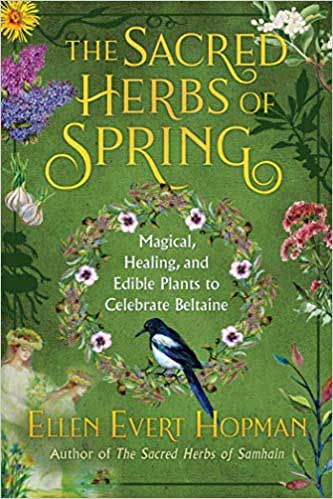 THE SACRED
HERBS OF
SPRING
Magical,
Healing, and
Edible Plants to
Celebrate Beltaine
ELLEN EVERT HOPMAN
Author of The Sacred Herbs of Samhain